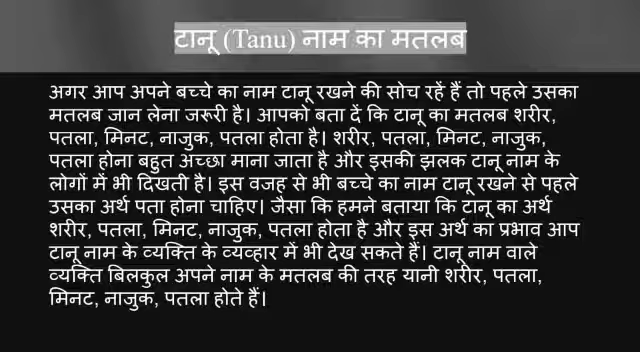 टानू (Tanu) नाम का मतलब
अगर आप अपने बच्चे का नाम टानू रखने की सोच रहें हैं तो पहले उसका
मतलब जान लेना जरूरी है। आपको बता दें कि टानू का मतलब शरीर,
पतला, मिनट, नाजुक, पतला होता है। शरीर, पतला, मिनट, नाजुक,
पतला होना बहुत अच्छा माना जाता है और इसकी झलक टानू नाम के
लोगों में भी दिखती है। इस वजह से भी बच्चे का नाम टानू रखने से पहले
उसका अर्थ पता होना चाहिए। जैसा कि हमने बताया कि टानू का अर्थ
शरीर, पतला, मिनट, नाजुक, पतला होता है और इस अर्थ का प्रभाव आप
टानू नाम के व्यक्ति के व्यव्हार में भी देख सकते हैं। टानू नाम वाले
व्यक्ति बिलकुल अपने नाम के मतलब की तरह यानी शरीर, पतला,
मिनट, नाजुक, पतला होते हैं।